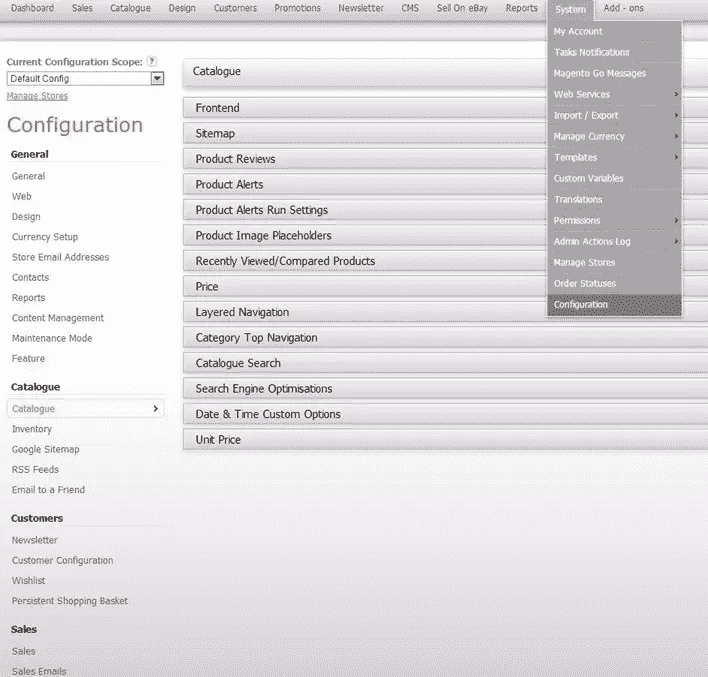 Dashboard Sales Catalogue Design Customers Promotions Newsletter CMS Sell On eBay Reports System Add - ons
My Account
Tasks Notifications
Magento Go Messages
Web Services
Import / Export
Manage Currency
Templates
Custom Variables
Translations
Permissions
Admin Actions Log
Manage Stores
Order Statuses
Configuration
Current Configuration Scope: [?]
Default Config
Manage Stores
Configuration
General
General
Web
Design
Currency Setup
Store Email Addresses
Contacts
Reports
Content Management
Maintenance Mode
Feature
Catalogue
Catalogue
Inventory
Google Sitemap
RSS Feeds
Email to a Friend
Customers
Newsletter
Customer Configuration
Wishlist
Persistent Shopping Basket
Sales
Sales
Sales Emails
Catalogue
Frontend
Sitemap
Product Reviews
Product Alerts
Product Alerts Run Settings
Product Image Placeholders
Recently Viewed/Compared Products
Price
Layered Navigation
Category Top Navigation
Catalogue Search
Search Engine Optimisations
Date & Time Custom Options
Unit Price